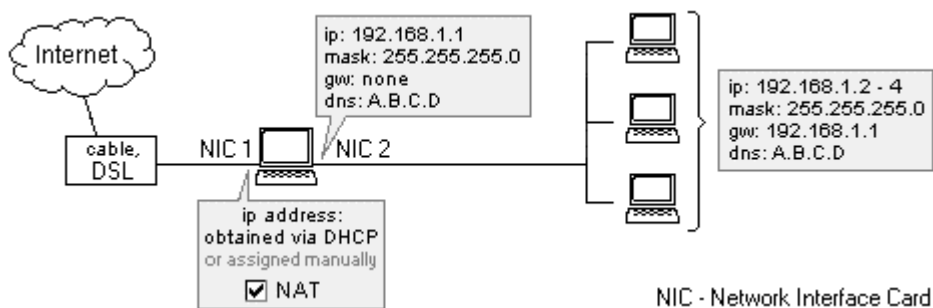 Internet
cable,
DSL
NIC 1
NIC 2
ip: 192.168.1.1
mask: 255.255.255.0
gw: none
dns: A.B.C.D
ip address:
obtained via DHCP
or assigned manually
NAT
ip: 192.168.1.2 - 4
mask: 255.255.255.0
gw: 192.168.1.1
dns: A.B.C.D
NIC - Network Interface Card